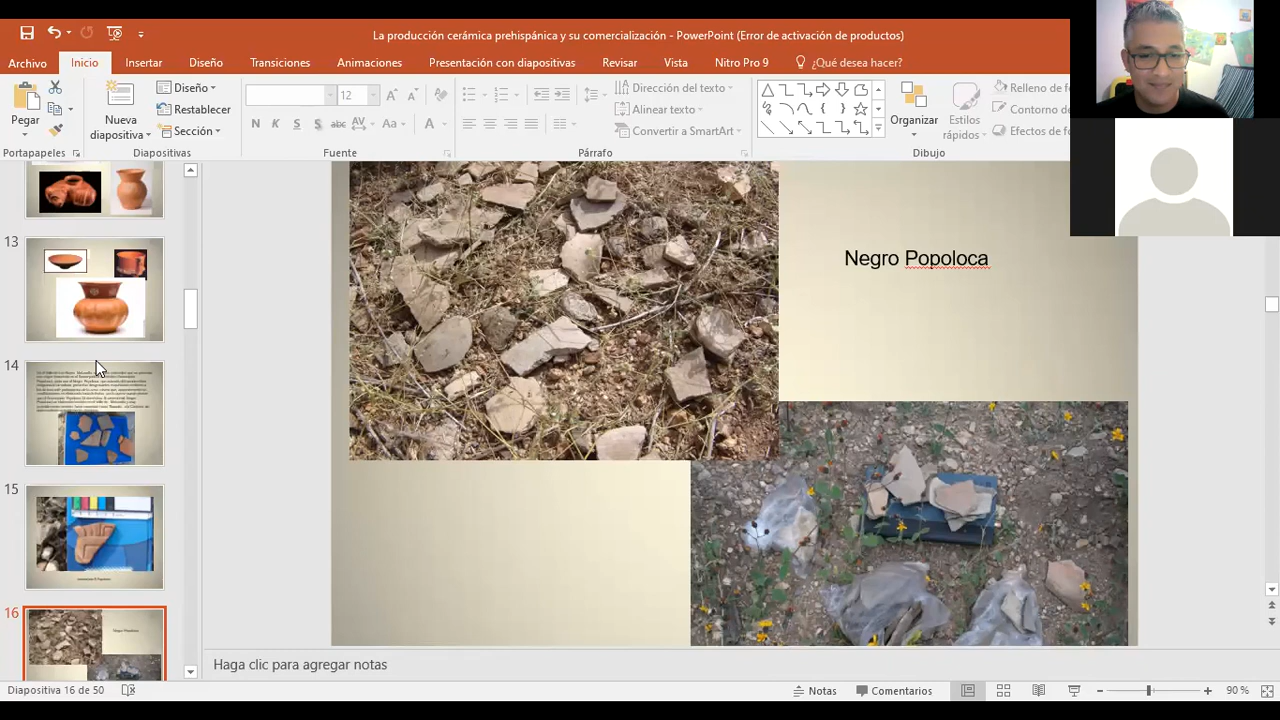 La producción cerámica prehispánica y su comercialización - PowerPoint (Error de activación de productos)
Archivo Inicio Insertar Diseño Transiciones Animaciones Presentación con diapositivas Revisar Vista Nitro Pro 9 ¿Qué desea hacer?
Pegar
Nueva
diapositiva
Diseño
Restablecer
Sección
12
N K S S abc AV Aa A
Dirección del texto
Alinear texto
Convertir a SmartArt
Organizar
Estilos
rápidos
Relleno de
Contorno de
Efectos de
Portapapeles Diapositivas Fuente Párrafo Dibujo
13
14
15
16
Negro Popoloca
Haga clic para agregar notas
Diapositiva 16 de 50 Notas Comentarios 90 %